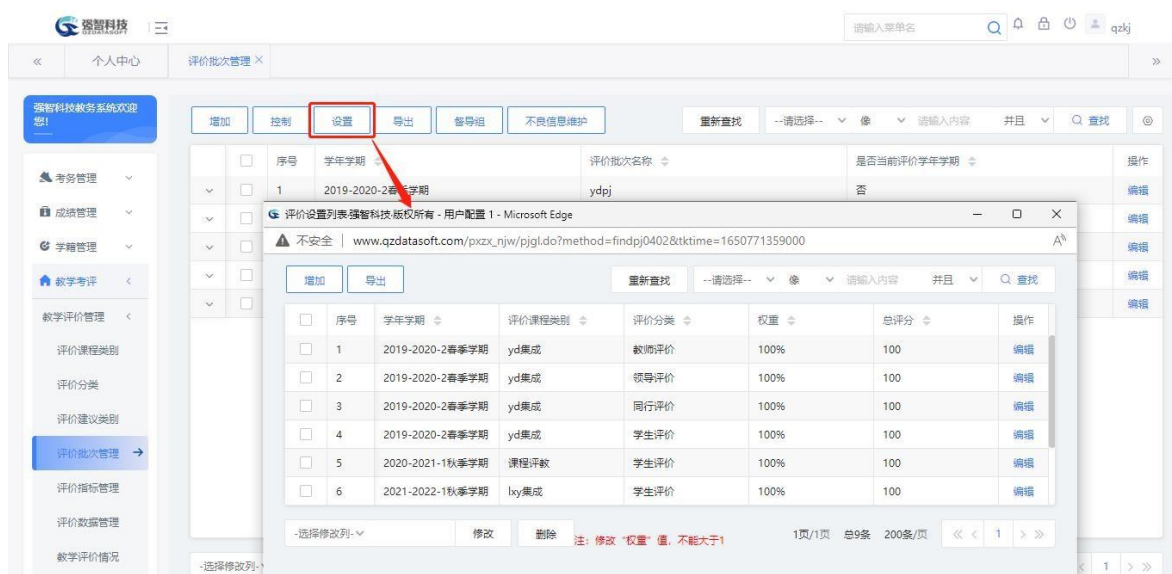 强智科技
QZDATASOFT
请输入菜单名
qzkj
个人中心
评价批次管理
强智科技教务系统欢迎
您!
考务管理
成绩管理
学籍管理
教学考评
教学评价管理
评价课程类别
评价分类
评价建议类别
评价批次管理
评价指标管理
评价数据管理
教学评价情况
增加 控制 设置 导出 督导组 不良信息维护 重新查找 --请选择-- 像 请输入内容 并且 查找
序号 学年学期 评价批次名称 是否当前评价学年学期 操作
1 2019-2020-2春季学期 ydpj 否 编辑
编辑
编辑
编辑
编辑
评价设置列表-强智科技·版权所有 - 用户配置 1 - Microsoft Edge
不安全 | www.qzdatasoft.com/pxzx_njw/pjgl.do?method=findpj0402&tktime=1650771359000
增加 导出 重新查找 --请选择-- 像 请输入内容 并且 查找
序号 学年学期 评价课程类别 评价分类 权重 总评分 操作
1 2019-2020-2春季学期 yd集成 教师评价 100% 100 编辑
2 2019-2020-2春季学期 yd集成 领导评价 100% 100 编辑
3 2019-2020-2春季学期 yd集成 同行评价 100% 100 编辑
4 2019-2020-2春季学期 yd集成 学生评价 100% 100 编辑
5 2020-2021-1秋季学期 课程评教 学生评价 100% 100 编辑
6 2021-2022-1秋季学期 lxy集成 学生评价 100% 100 编辑
-选择修改列- 修改 删除 注：修改“权重”值，不能大于1 1页/1页 总9条 200条/页 1
-选择修改列- 1